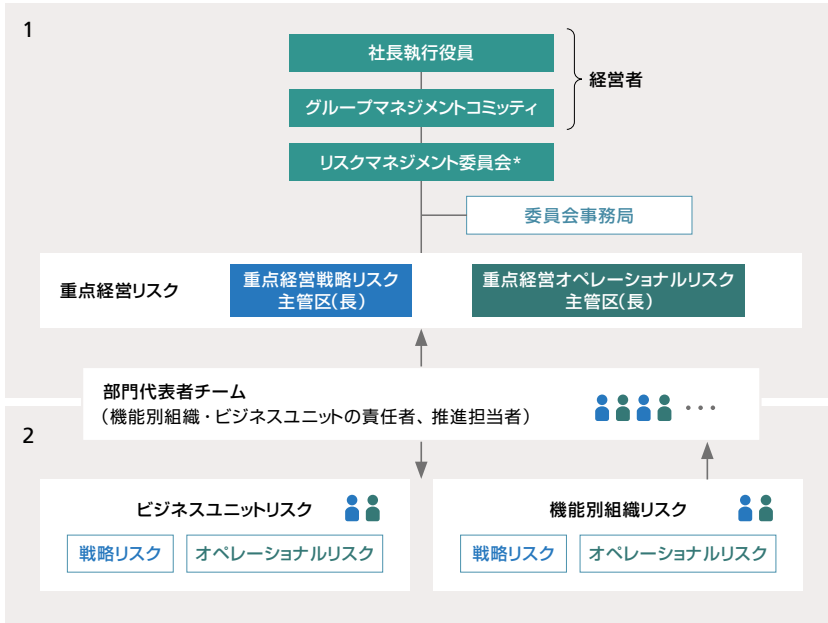 1
社長執行役員
グループマネジメントコミッティ
経営者
リスクマネジメント委員会*
委員会事務局
重点経営リスク
重点経営戦略リスク
主管区(長)
重点経営オペレーショナルリスク
主管区(長)
部門代表者チーム
(機能別組織・ビジネスユニットの責任者、推進担当者)
・・・
2
ビジネスユニットリスク
戦略リスク
オペレーショナルリスク
機能別組織リスク
戦略リスク
オペレーショナルリスク